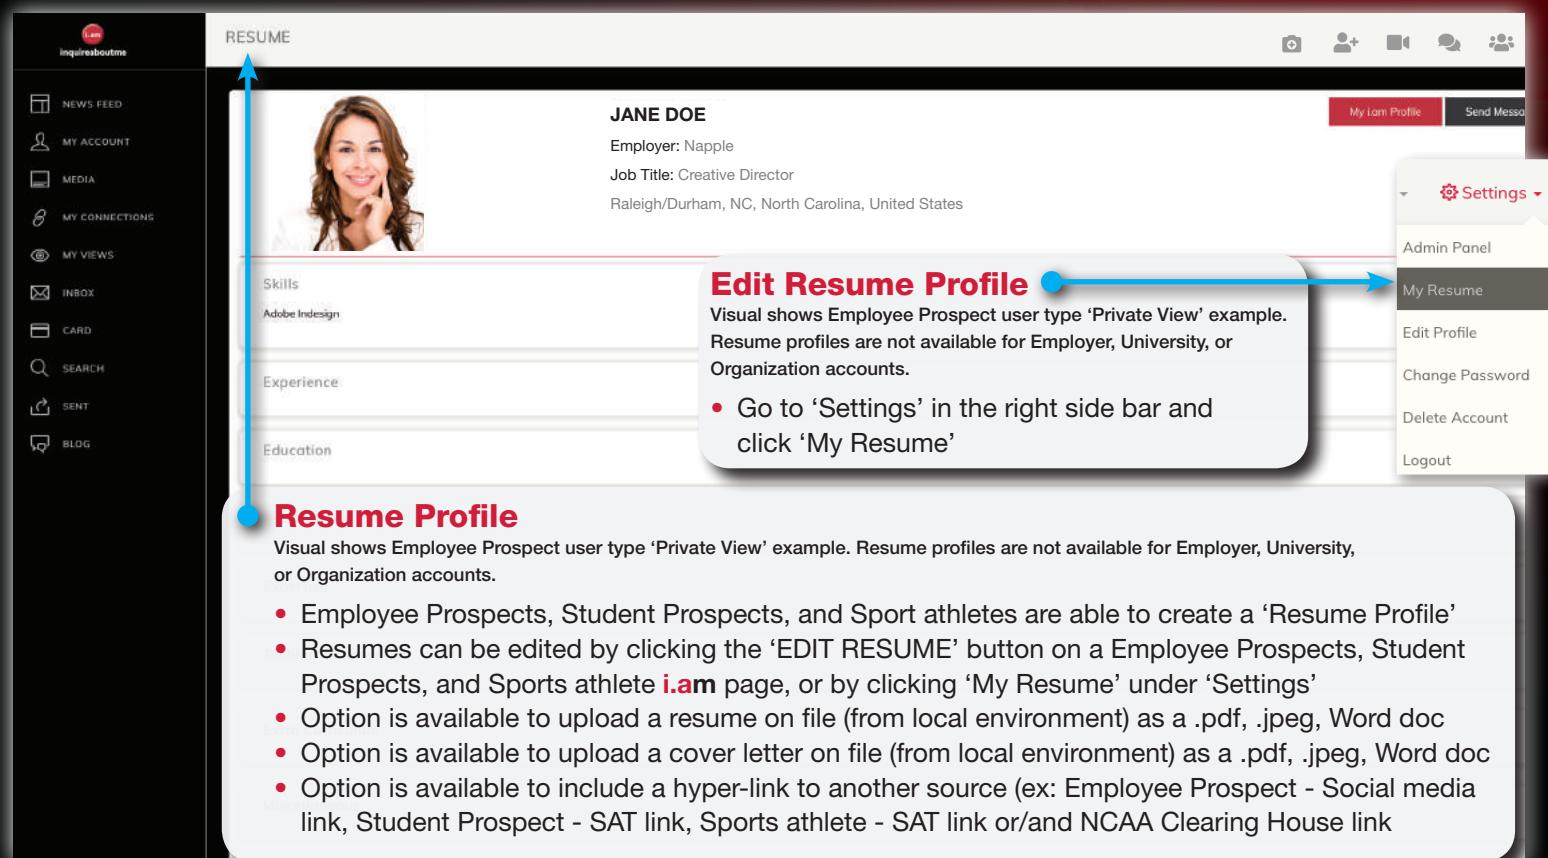 i.am
inquireaboutme
RESUME
NEWS FEED
MY ACCOUNT
MEDIA
MY CONNECTIONS
MY VIEWS
INBOX
CARD
SEARCH
SENT
BLOG
JANE DOE
Employer: Napple
Job Title: Creative Director
Raleigh/Durham, NC, North Carolina, United States
My i.am Profile
Send Messa
Settings
Admin Panel
My Resume
Edit Profile
Change Password
Delete Account
Logout
Skills
Adobe Indesign
Experience
Education
Edit Resume Profile
Visual shows Employee Prospect user type ‘Private View’ example.
Resume profiles are not available for Employer, University, or
Organization accounts.
• Go to ‘Settings’ in the right side bar and
click ‘My Resume’
Resume Profile
Visual shows Employee Prospect user type ‘Private View’ example. Resume profiles are not available for Employer, University,
or Organization accounts.
• Employee Prospects, Student Prospects, and Sport athletes are able to create a ‘Resume Profile’
• Resumes can be edited by clicking the ‘EDIT RESUME’ button on a Employee Prospects, Student
Prospects, and Sports athlete i.am page, or by clicking ‘My Resume’ under ‘Settings’
• Option is available to upload a resume on file (from local environment) as a .pdf, .jpeg, Word doc
• Option is available to upload a cover letter on file (from local environment) as a .pdf, .jpeg, Word doc
• Option is available to include a hyper-link to another source (ex: Employee Prospect - Social media
link, Student Prospect - SAT link, Sports athlete - SAT link or/and NCAA Clearing House link